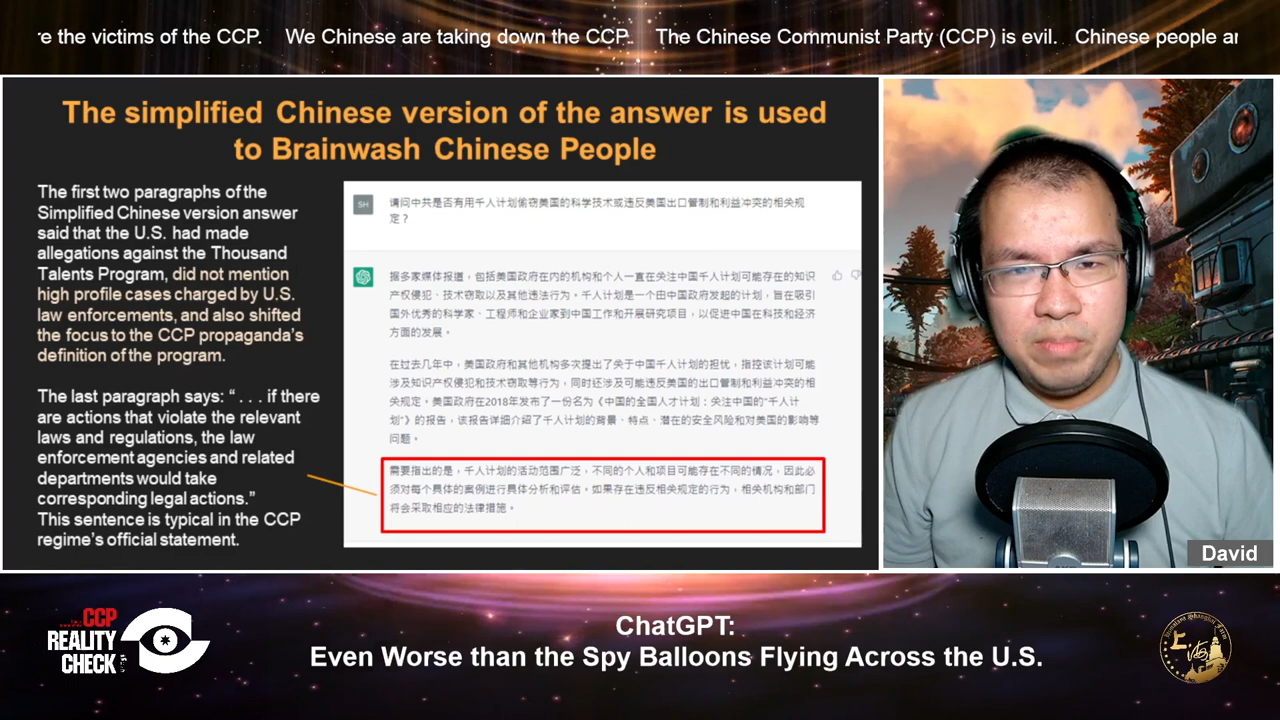 re the victims of the CCP. We Chinese are taking down the CCP. The Chinese Communist Party (CCP) is evil. Chinese people ar
The simplified Chinese version of the answer is used
to Brainwash Chinese People
The first two paragraphs of the
Simplified Chinese version answer
said that the U.S. had made
allegations against the Thousand
Talents Program, did not mention
high profile cases charged by U.S.
law enforcements, and also shifted
the focus to the CCP propaganda's
definition of the program.
The last paragraph says: “ . . . if there
are actions that violate the relevant
laws and regulations, the law
enforcement agencies and related
departments would take
corresponding legal actions.”
This sentence is typical in the CCP
regime's official statement.
SH
请问中共是否有用千人计划偷窃美国的科学技术或违反美国出口管制和利益冲突的相关规
定？
据多家媒体报道，包括美国政府在内的机构和个人一直在关注中国千人计划可能存在的知识
产权侵犯、技术窃取以及其他违法行为。千人计划是一个由中国政府发起的计划，旨在吸引
国外优秀的科学家、工程师和企业家到中国工作和开展研究项目，以促进中国在科技和经济
方面的发展。
在过去几年中，美国政府和其他机构多次提出了关于中国千人计划的担忧，指控该计划可能
涉及知识产权侵犯和技术窃取等行为，同时还涉及可能违反美国的出口管制和利益冲突的相
关规定。美国政府在2018年发布了一份名为《中国的全国人才计划：关注中国的“千人计
划”》的报告，该报告详细介绍了千人计划的背景、特点、潜在的安全风险和对美国的影响等
问题。
需要指出的是，千人计划的活动范围广泛，不同的个人和项目可能存在不同的情况，因此必
须对每个具体的案例进行具体分析和评估。如果存在违反相关规定的行为，相关机构和部门
将会采取相应的法律措施。
David
CCP
REALITY
CHECK
ChatGPT:
Even Worse than the Spy Balloons Flying Across the U.S.